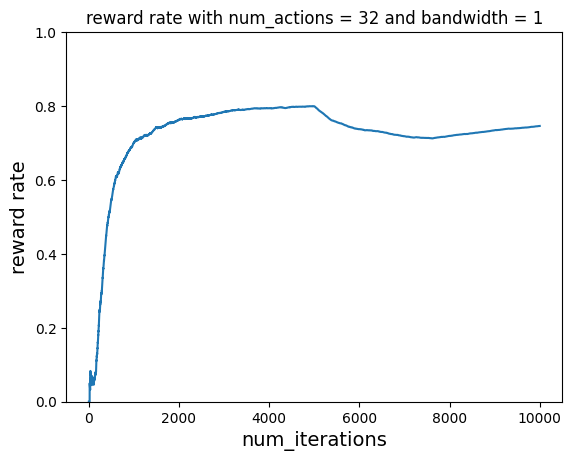 reward rate with num_actions = 32 and bandwidth = 1
1.0
0.8
0.6
0.4
0.2
0.0
reward rate
0 2000 4000 6000 8000 10000
num_iterations